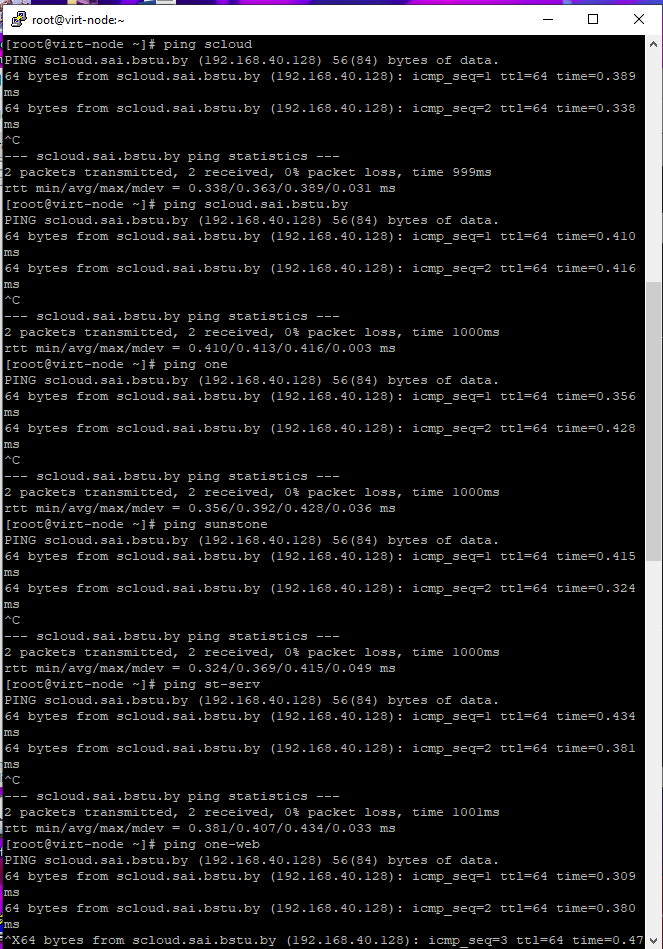 root@virt-node:~
[root@virt-node ~]# ping scloud
PING scloud.sai.bstu.by (192.168.40.128) 56(84) bytes of data.
64 bytes from scloud.sai.bstu.by (192.168.40.128): icmp_seq=1 ttl=64 time=0.389
ms
64 bytes from scloud.sai.bstu.by (192.168.40.128): icmp_seq=2 ttl=64 time=0.338
ms
^C
--- scloud.sai.bstu.by ping statistics ---
2 packets transmitted, 2 received, 0% packet loss, time 999ms
rtt min/avg/max/mdev = 0.338/0.363/0.389/0.031 ms
[root@virt-node ~]# ping scloud.sai.bstu.by
PING scloud.sai.bstu.by (192.168.40.128) 56(84) bytes of data.
64 bytes from scloud.sai.bstu.by (192.168.40.128): icmp_seq=1 ttl=64 time=0.410
ms
64 bytes from scloud.sai.bstu.by (192.168.40.128): icmp_seq=2 ttl=64 time=0.416
ms
^C
--- scloud.sai.bstu.by ping statistics ---
2 packets transmitted, 2 received, 0% packet loss, time 1000ms
rtt min/avg/max/mdev = 0.410/0.413/0.416/0.003 ms
[root@virt-node ~]# ping one
PING scloud.sai.bstu.by (192.168.40.128) 56(84) bytes of data.
64 bytes from scloud.sai.bstu.by (192.168.40.128): icmp_seq=1 ttl=64 time=0.356
ms
64 bytes from scloud.sai.bstu.by (192.168.40.128): icmp_seq=2 ttl=64 time=0.428
ms
^C
--- scloud.sai.bstu.by ping statistics ---
2 packets transmitted, 2 received, 0% packet loss, time 1000ms
rtt min/avg/max/mdev = 0.356/0.392/0.428/0.036 ms
[root@virt-node ~]# ping sunstone
PING scloud.sai.bstu.by (192.168.40.128) 56(84) bytes of data.
64 bytes from scloud.sai.bstu.by (192.168.40.128): icmp_seq=1 ttl=64 time=0.415
ms
64 bytes from scloud.sai.bstu.by (192.168.40.128): icmp_seq=2 ttl=64 time=0.324
ms
^C
--- scloud.sai.bstu.by ping statistics ---
2 packets transmitted, 2 received, 0% packet loss, time 1000ms
rtt min/avg/max/mdev = 0.324/0.369/0.415/0.049 ms
[root@virt-node ~]# ping st-serv
PING scloud.sai.bstu.by (192.168.40.128) 56(84) bytes of data.
64 bytes from scloud.sai.bstu.by (192.168.40.128): icmp_seq=1 ttl=64 time=0.434
ms
64 bytes from scloud.sai.bstu.by (192.168.40.128): icmp_seq=2 ttl=64 time=0.381
ms
^C
--- scloud.sai.bstu.by ping statistics ---
2 packets transmitted, 2 received, 0% packet loss, time 1001ms
rtt min/avg/max/mdev = 0.381/0.407/0.434/0.033 ms
[root@virt-node ~]# ping one-web
PING scloud.sai.bstu.by (192.168.40.128) 56(84) bytes of data.
64 bytes from scloud.sai.bstu.by (192.168.40.128): icmp_seq=1 ttl=64 time=0.309
ms
64 bytes from scloud.sai.bstu.by (192.168.40.128): icmp_seq=2 ttl=64 time=0.380
ms
^X64 bytes from scloud.sai.bstu.by (192.168.40.128): icmp_seq=3 ttl=64 time=0.47